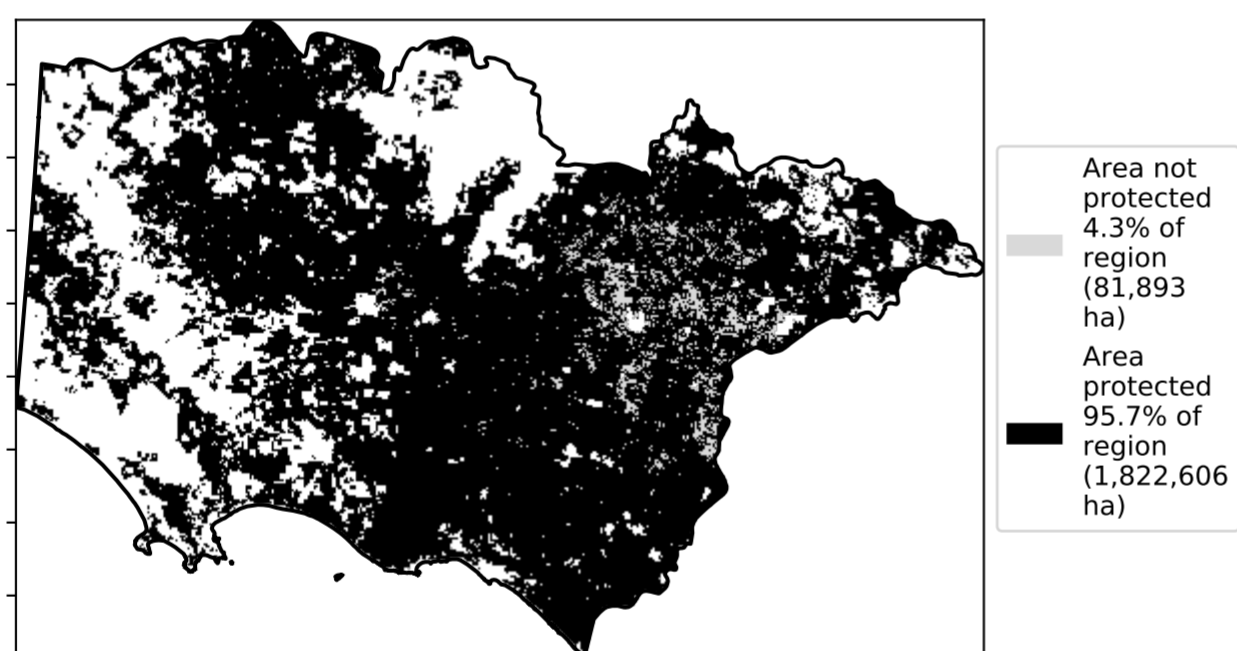 Area not
protected
4.3% of
region
(81,893
ha)
Area
protected
95.7% of
region
(1,822,606
ha)